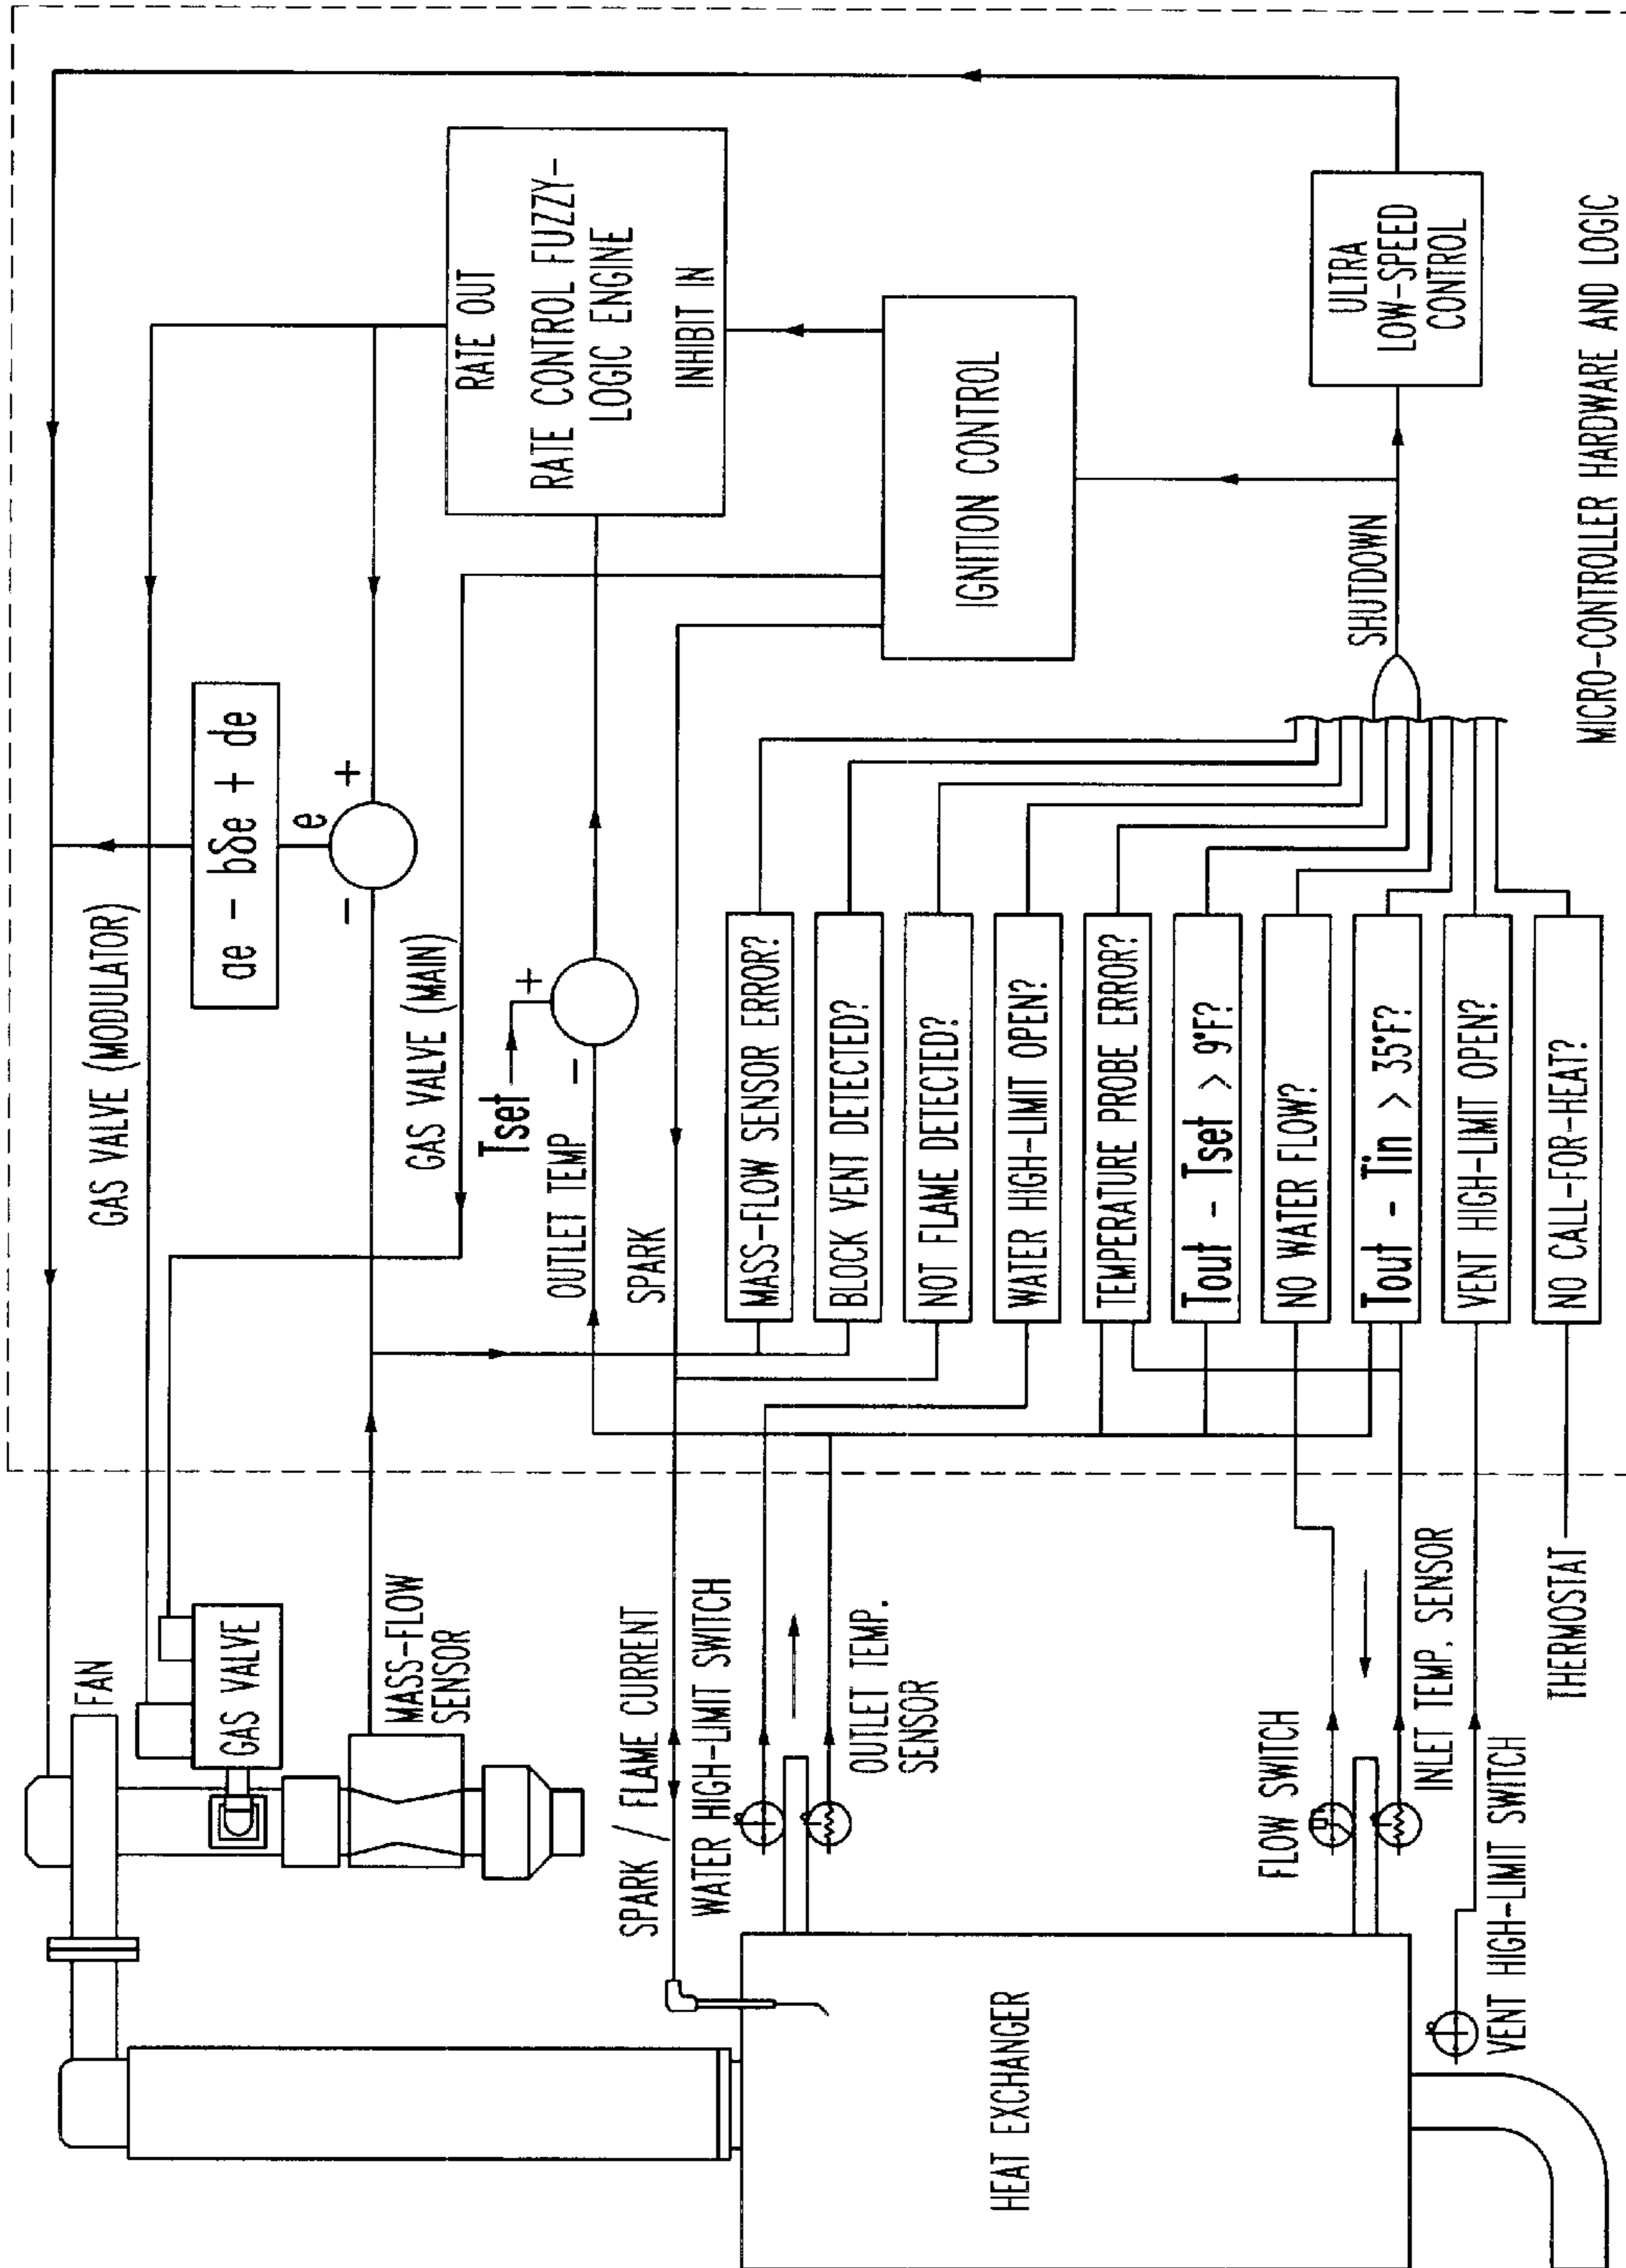 FAN
GAS VALVE
MASS-FLOW
SENSOR
SPARK / FLAME CURRENT
WATER HIGH-LIMIT SWITCH
OUTLET TEMP.
SENSOR
FLOW SWITCH
INLET TEMP. SENSOR
VENT HIGH-LIMIT SWITCH
THERMOSTAT
HEAT EXCHANGER
GAS VALVE (MODULATOR)
ae - bδe + de
e
+
-
GAS VALVE (MAIN)
Tset
+
-
OUTLET TEMP
SPARK
RATE OUT
RATE CONTROL FUZZY-
LOGIC ENGINE
INHIBIT IN
IGNITION CONTROL
MASS-FLOW SENSOR ERROR?
BLOCK VENT DETECTED?
NOT FLAME DETECTED?
WATER HIGH-LIMIT OPEN?
TEMPERATURE PROBE ERROR?
Tout - Tset > 9°F?
NO WATER FLOW?
Tout - Tin > 35°F?
VENT HIGH-LIMIT OPEN?
NO CALL-FOR-HEAT?
SHUTDOWN
ULTRA
LOW-SPEED
CONTROL
MICRO-CONTROLLER HARDWARE AND LOGIC